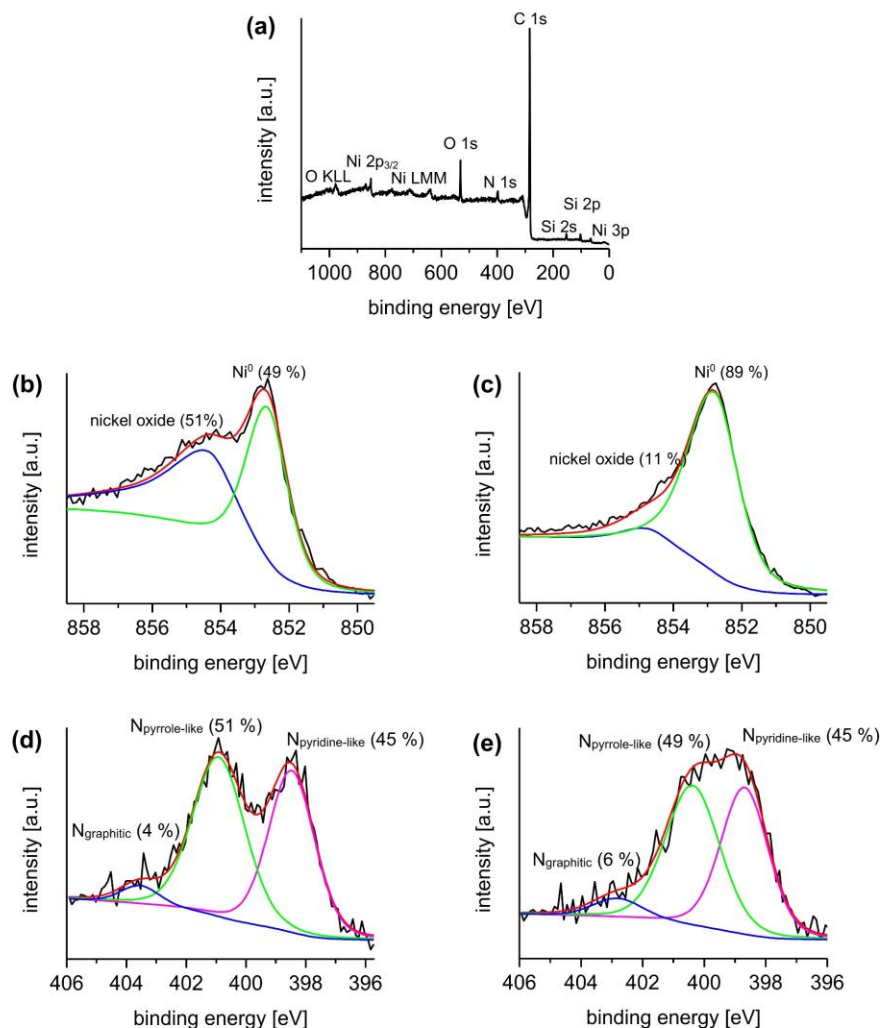 (a)
C 1s
O 1s
Ni 2p3/2
O KLL
Ni LMM
N 1s
Si 2p
Si 2s
Ni 3p
intensity [a.u.]
1000 800 600 400 200 0
binding energy [eV]
(b)
Ni⁰ (49 %)
nickel oxide (51%)
intensity [a.u.]
858 856 854 852 850
binding energy [eV]
(c)
Ni⁰ (89 %)
nickel oxide (11 %)
intensity [a.u.]
858 856 854 852 850
binding energy [eV]
(d)
Npyrrole-like (51 %)
Npyridine-like (45 %)
Ngraphitic (4 %)
intensity [a.u.]
406 404 402 400 398 396
binding energy [eV]
(e)
Npyrrole-like (49 %)
Npyridine-like (45 %)
Ngraphitic (6 %)
intensity [a.u.]
406 404 402 400 398 396
binding energy [eV]